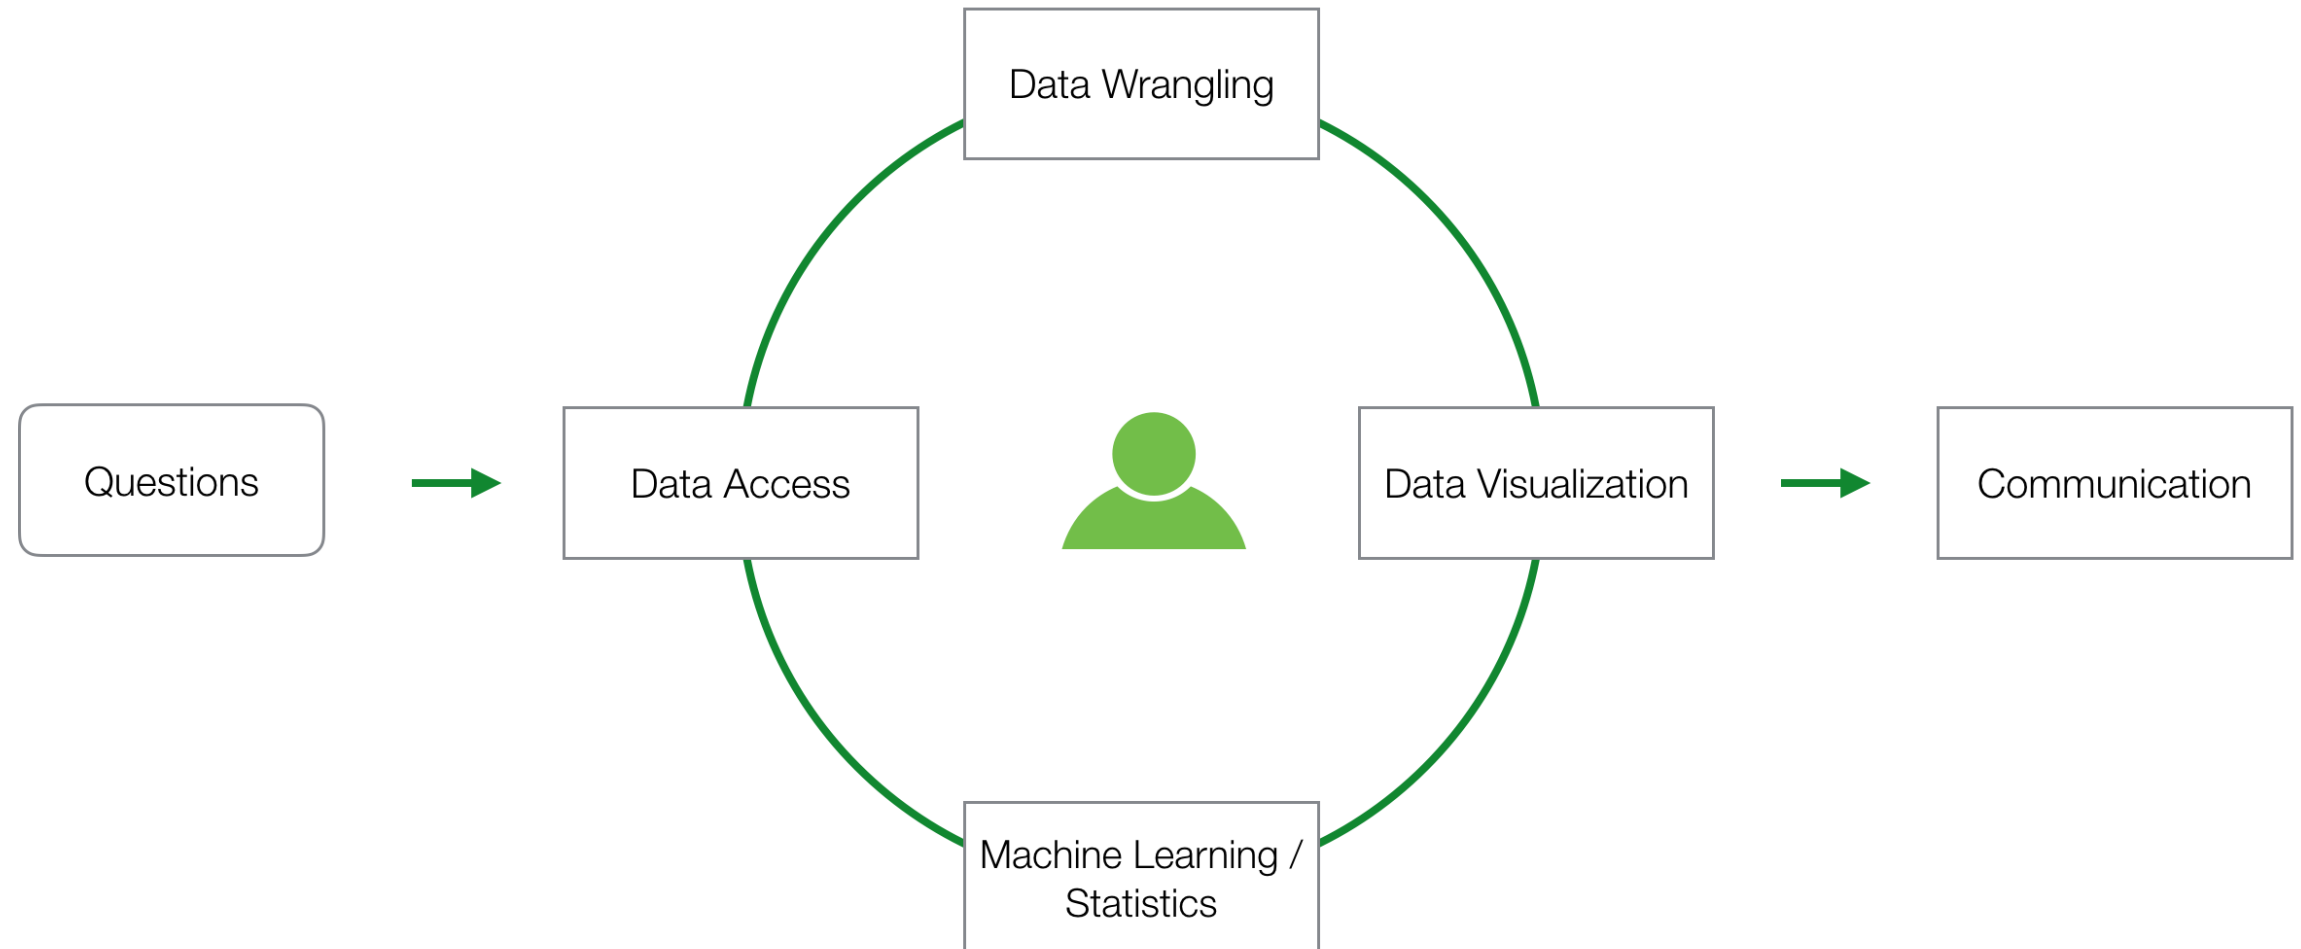 Data Wrangling
Questions
Data Access
Data Visualization
Communication
Machine Learning /
Statistics